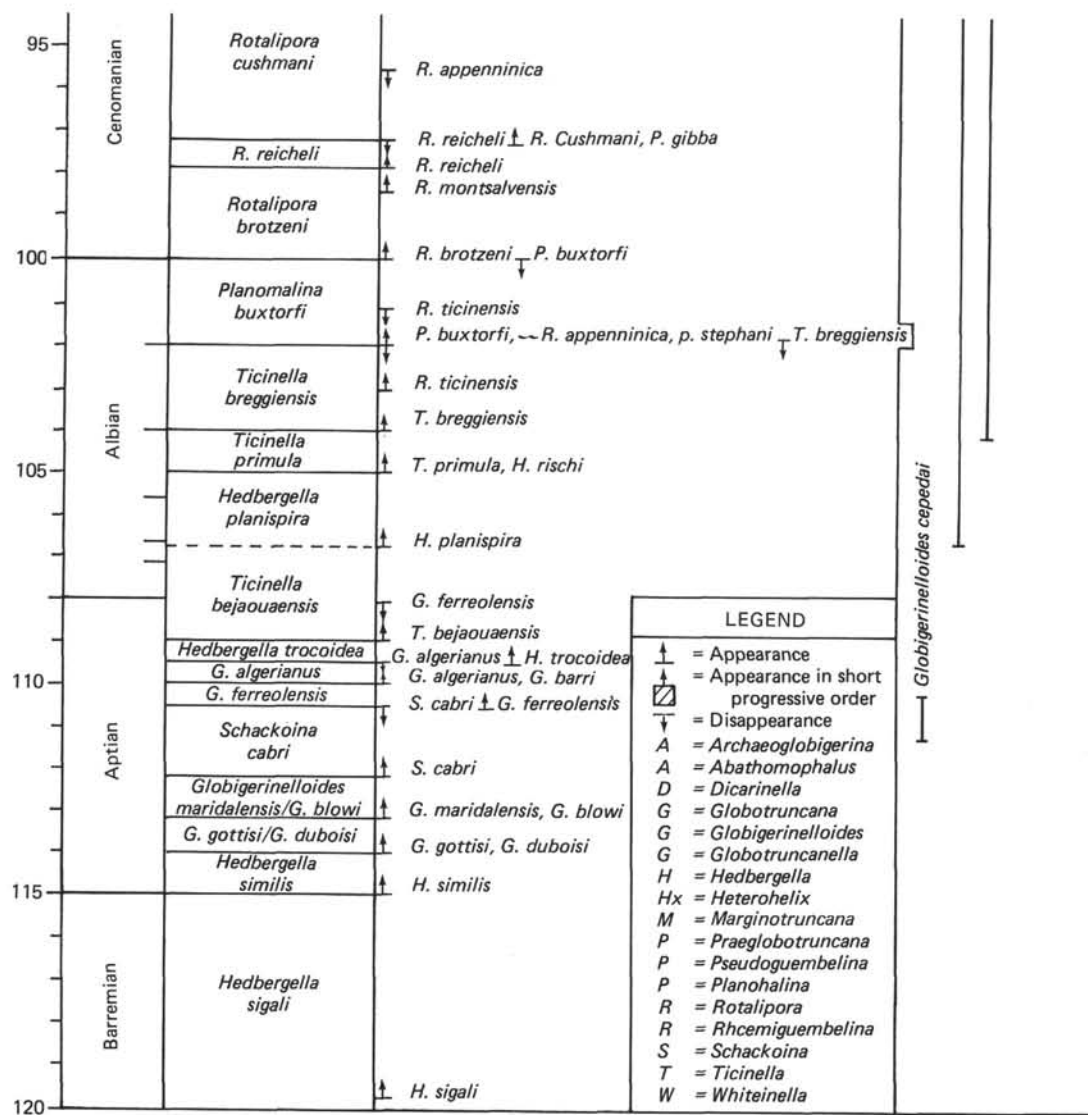 95
100
105
110
115
120
Cenomanian
Albian
Aptian
Barremian
Rotalipora
cushmani
R. reicheli
Rotalipora
brotzeni
Planomalina
buxtorfi
Ticinella
breggiensis
Ticinella
primula
Hedbergella
planispira
Ticinella
bejaouaensis
Hedbergella trocoidea
G. algerianus
G. ferreolensis
Schackoina
cabri
Globigerinelloides
maridalensis/G. blowi
G. gottisi/G. duboisi
Hedbergella
similis
Hedbergella
sigali
R. appenninica
R. reicheli R. Cushmani, P. gibba
R. reicheli
R. montsalvensis
R. brotzeni P. buxtorfi
R. ticinensis
P. buxtorfi, R. appenninica, p. stephani T. breggiensis
R. ticinensis
T. breggiensis
T. primula, H. rischi
H. planispira
G. ferreolensis
T. bejaouaensis
G. algerianus H. trocoidea
G. algerianus, G. barri
S. cabri G. ferreolensis
S. cabri
G. maridalensis, G. blowi
G. gottisi, G. duboisi
H. similis
H. sigali
Globigerinelloides cepedai
LEGEND
= Appearance
= Appearance in short
progressive order
= Disappearance
A = Archaeoglobigerina
A = Abathomophalus
D = Dicarinella
G = Globotruncana
G = Globigerinelloides
G = Globotruncanella
H = Hedbergella
Hx = Heterohelix
M = Marginotruncana
P = Praeglobotruncana
P = Pseudoguembelina
P = Planohalina
R = Rotalipora
R = Rhcemiguembelina
S = Schackoina
T = Ticinella
W = Whiteinella